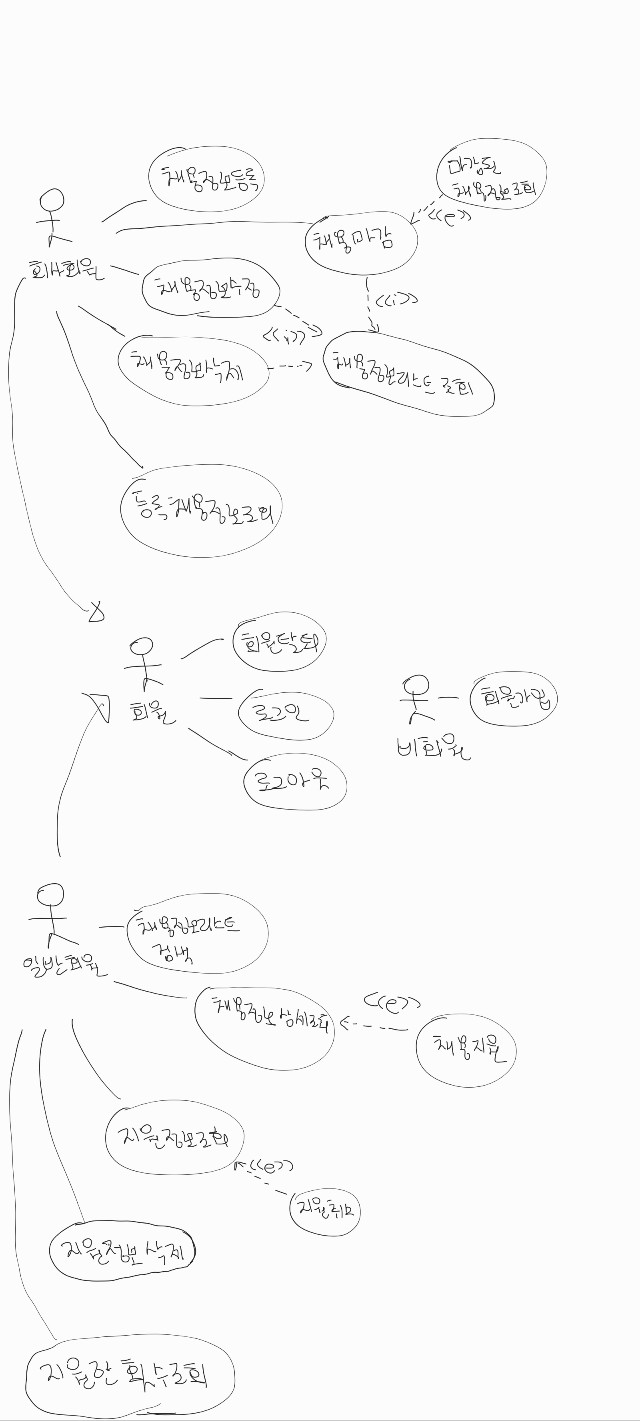 채용정보등록
마감된
채용정보조회
<<e>>
채용마감
회사회원
채용정보수정
<<i>>
<<i>>
채용정보삭제
채용정보리스트 조회
등록채용정보조회
회원탈퇴
회원
로그인
회원가입
비회원
로그아웃
채용정보리스트
검색
일반회원
채용정보상세조회
<<e>>
채용지원
지원정보조회
<<e>>
지원취소
지원정보삭제
지원한 횟수조회